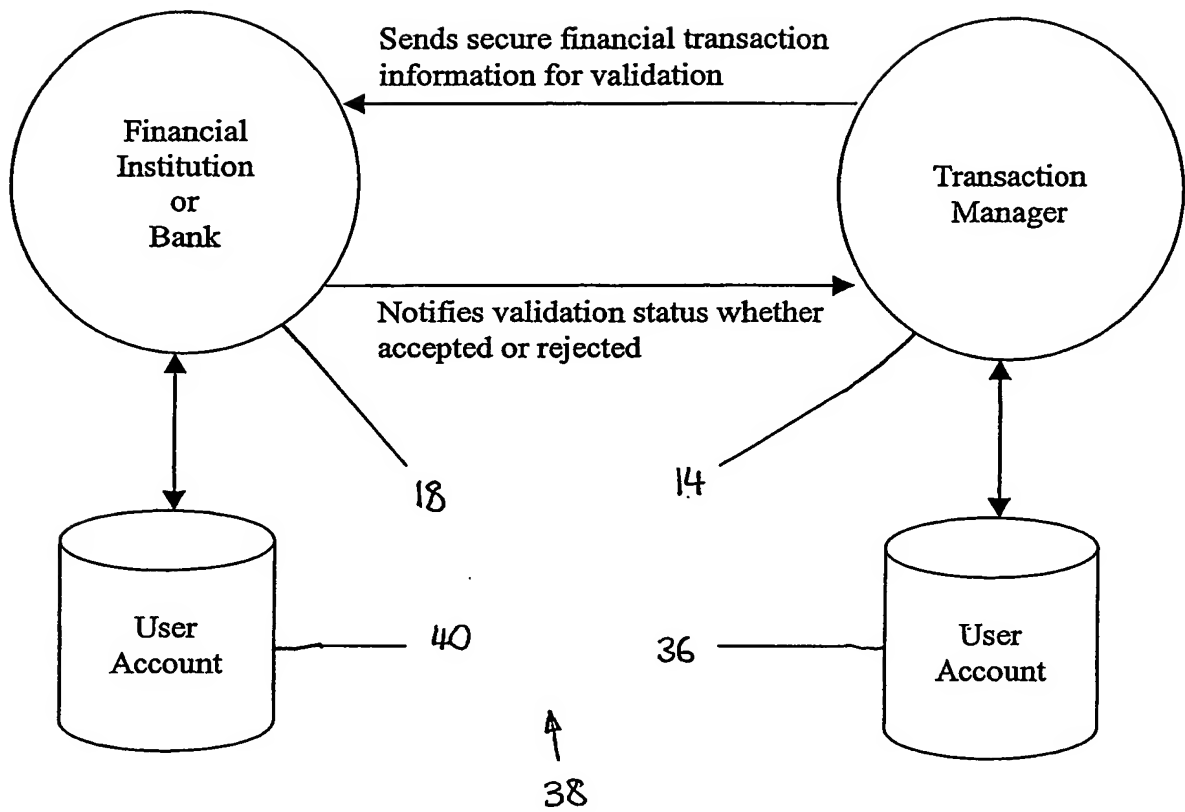 Sends secure financial transaction
information for validation
Financial
Institution
or
Bank
Transaction
Manager
Notifies validation status whether
accepted or rejected
18
14
User
Account
40
36
User
Account
38